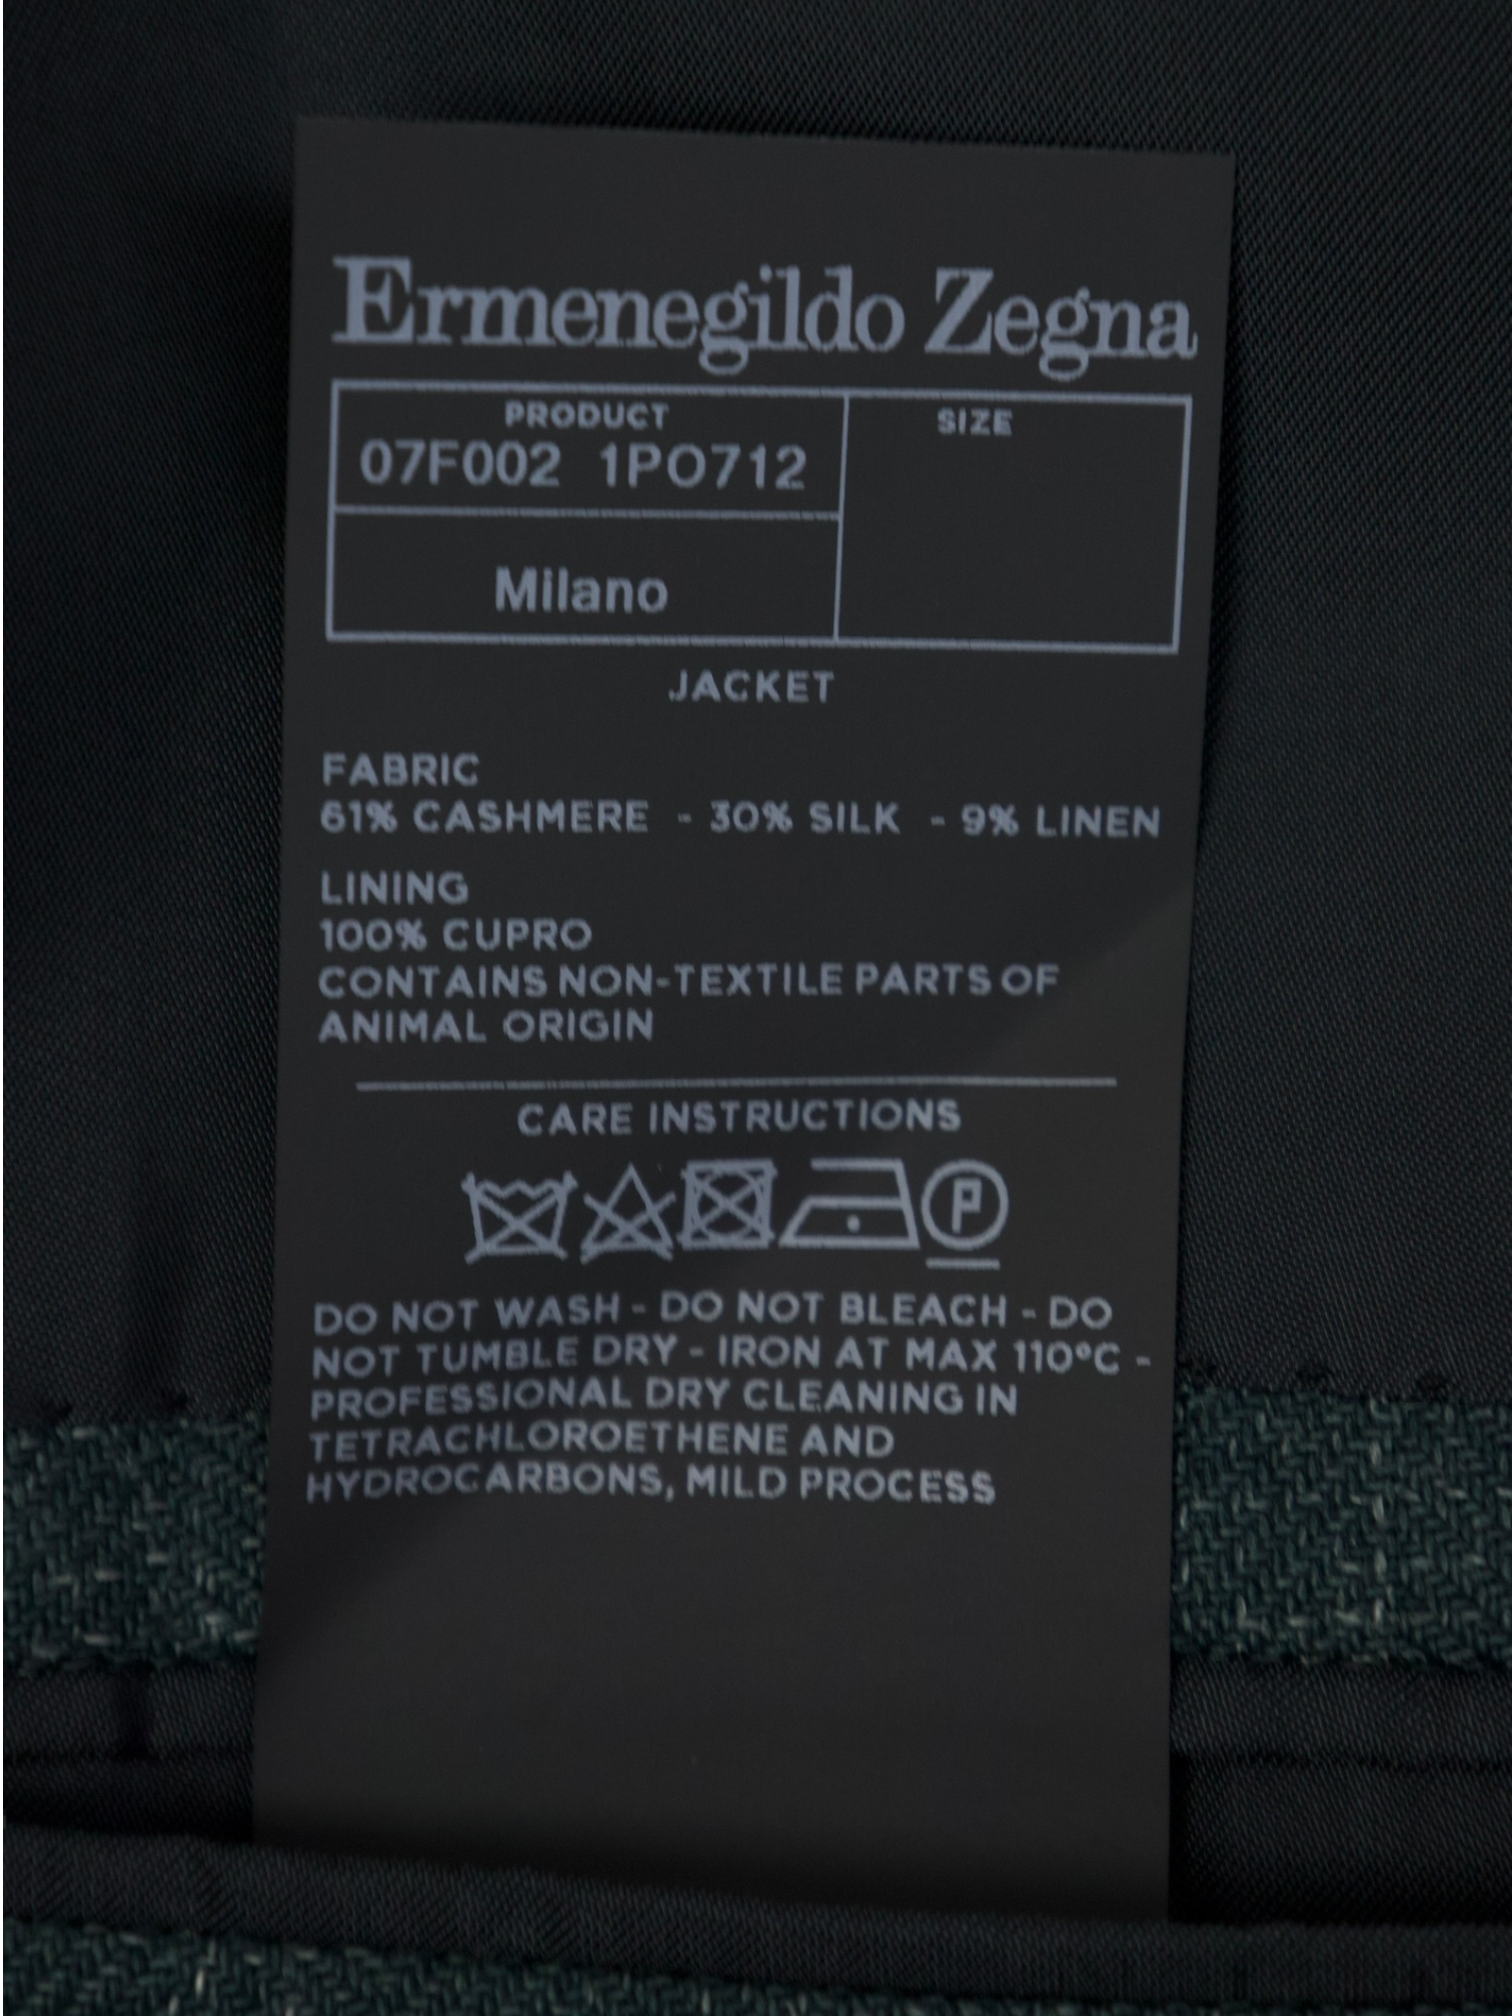 Ermenegildo Zegna
PRODUCT
07F002 1PO712
SIZE
Milano
JACKET
FABRIC
61% CASHMERE - 30% SILK - 9% LINEN
LINING
100% CUPRO
CONTAINS NON-TEXTILE PARTS OF
ANIMAL ORIGIN
CARE INSTRUCTIONS
P
DO NOT WASH - DO NOT BLEACH - DO
NOT TUMBLE DRY - IRON AT MAX 110°C -
PROFESSIONAL DRY CLEANING IN
TETRACHLOROETHENE AND
HYDROCARBONS, MILD PROCESS